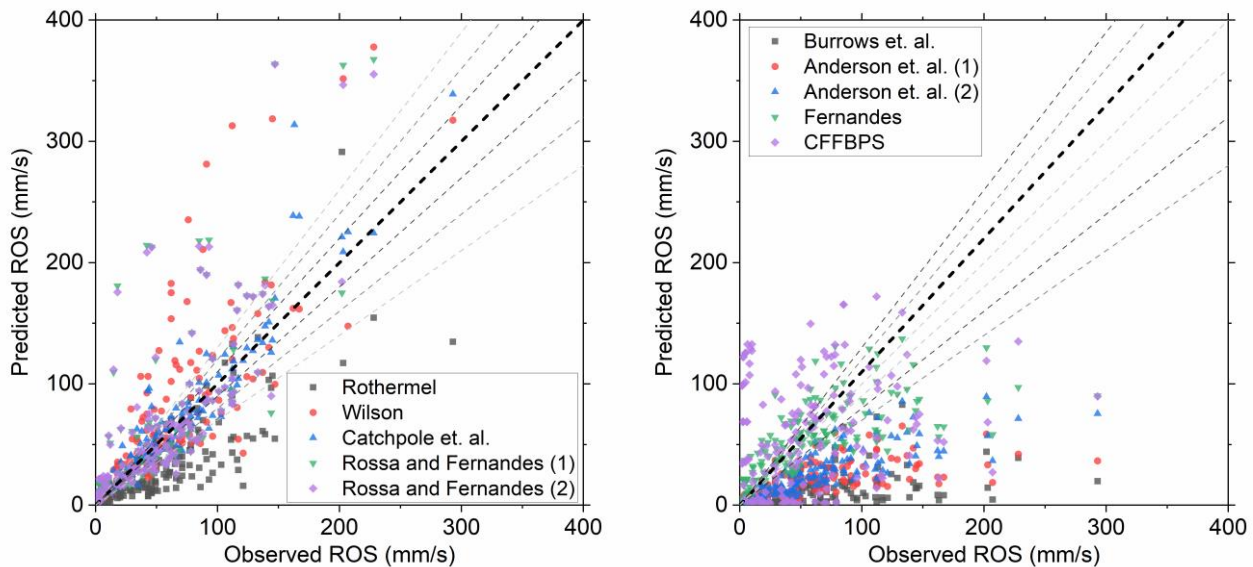 400
300
200
100
0
Predicted ROS (mm/s)
Rothermel
Wilson
Catchpole et. al.
Rossa and Fernandes (1)
Rossa and Fernandes (2)
0 100 200 300 400
Observed ROS (mm/s)
400
300
200
100
0
Predicted ROS (mm/s)
Burrows et. al.
Anderson et. al. (1)
Anderson et. al. (2)
Fernandes
CFFBPS
0 100 200 300 400
Observed ROS (mm/s)